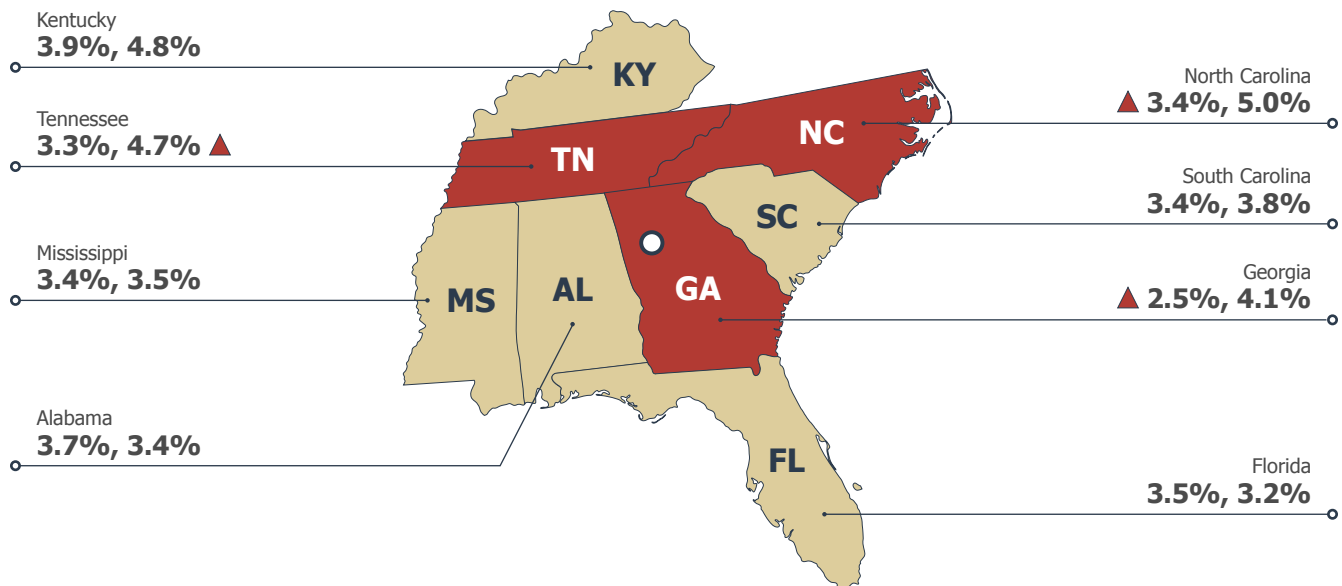 Kentucky
3.9%, 4.8%
Tennessee
3.3%, 4.7%
Mississippi
3.4%, 3.5%
Alabama
3.7%, 3.4%
KY
TN
NC
SC
MS
AL
GA
FL
North Carolina
3.4%, 5.0%
South Carolina
3.4%, 3.8%
Georgia
2.5%, 4.1%
Florida
3.5%, 3.2%